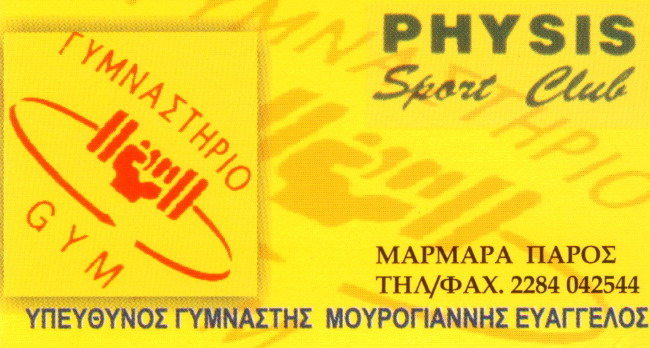 PHYSIS
Sport Club
ΓΥΜΝΑΣΤΗΡΙΟ
GYM
ΜΑΡΜΑΡΑ ΠΑΡΟΣ
ΤΗΛ/ΦΑΧ. 2284 042544
ΥΠΕΥΘΥΝΟΣ ΓΥΜΝΑΣΤΗΣ ΜΟΥΡΟΓΙΑΝΝΗΣ ΕΥΑΓΓΕΛΟΣ